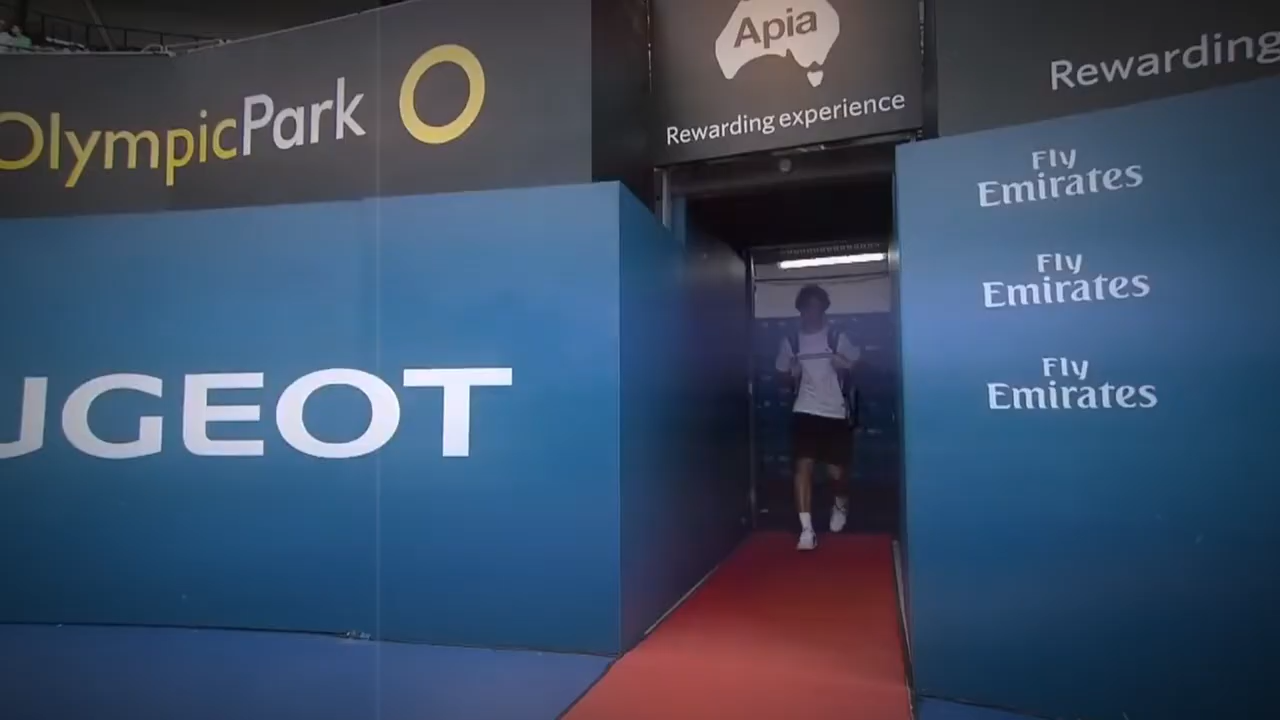 OlympicPark
Apia
Rewarding experience
Rewarding
UGEOT
Fly
Emirates
Fly
Emirates
Fly
Emirates